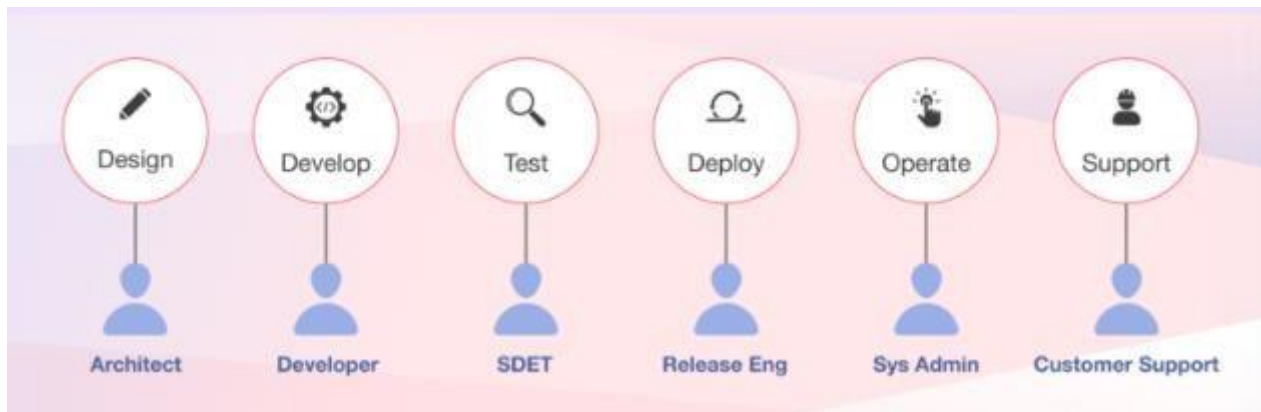 Design
Develop
Test
Deploy
Operate
Support
Architect
Developer
SDET
Release Eng
Sys Admin
Customer Support